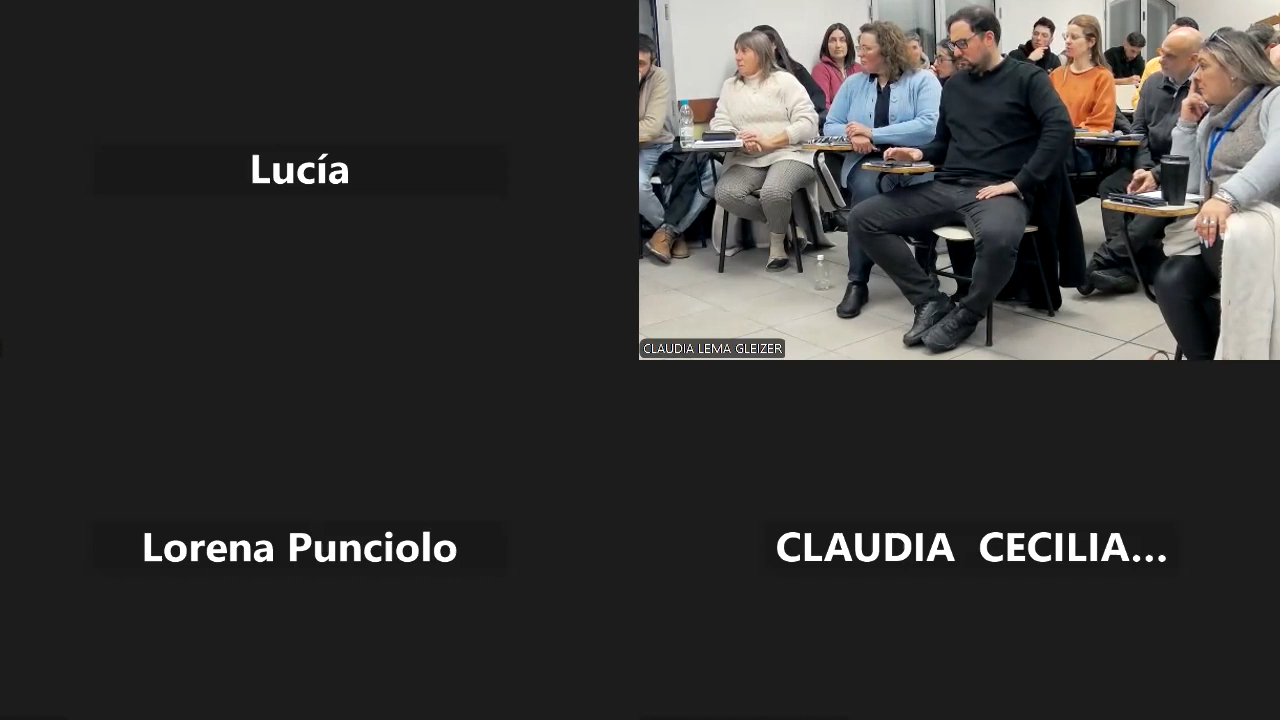 Lucía
CLAUDIA LEMA GLEIZER
Lorena Punciolo
CLAUDIA CECILIA...